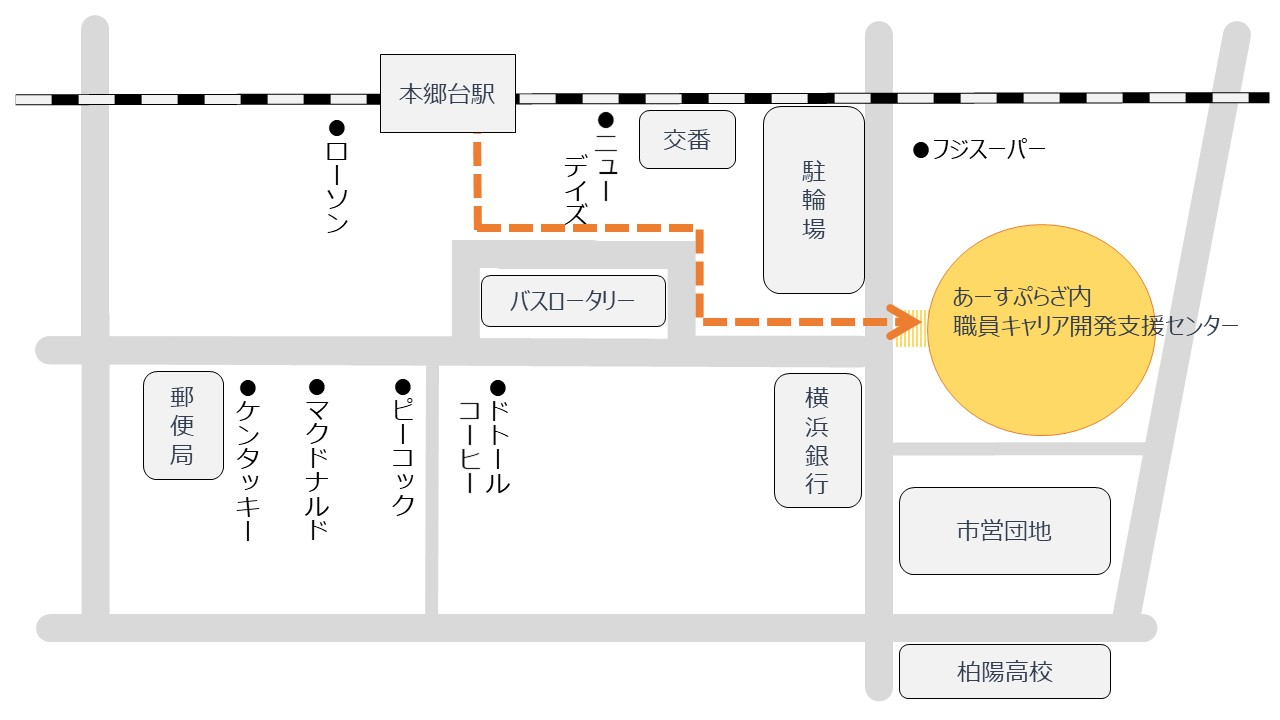 本郷台駅
●ローソン
●ニュー
デイズ
交番
駐輪場
●フジスーパー
バスロータリー
あーすぷらざ内
職員キャリア開発支援センター
郵便局
●ケンタッキー
●マクドナルド
●ピーコック
●ドトール
コーヒー
横浜銀行
市営団地
柏陽高校